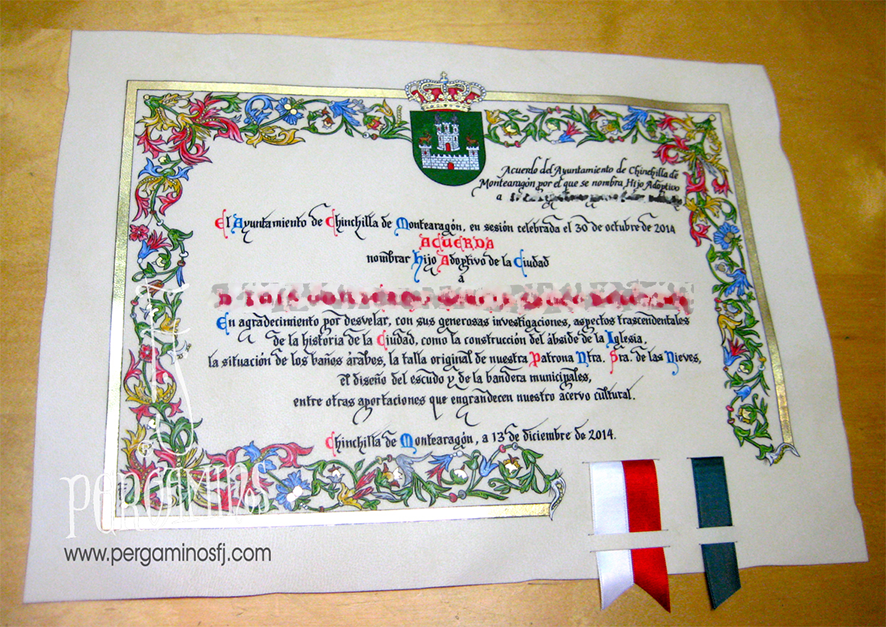 Acuerdo del Ayuntamiento de Chinchilla de
Montearagón por el que se nombra Hijo Adoptivo
a
El Ayuntamiento de Chinchilla de Montearagón, en sesión celebrada el 30 de octubre de 2014
ACUERDA
nombrar Hijo Adoptivo de la Ciudad
á
En agradecimiento por desvelar, con sus generosas investigaciones, aspectos trascendentales
de la historia de la Ciudad, como la construcción del ábside de la Iglesia,
la situación de los baños árabes, la talla original de nuestra Patrona Ntra. Sra. de las Nieves,
el diseño del escudo y de la bandera municipales,
entre otras aportaciones que engrandecen nuestro acervo cultural.
Chinchilla de Montearagón, a 13 de diciembre de 2014.
PERGAMINOS
www.pergaminosfj.com